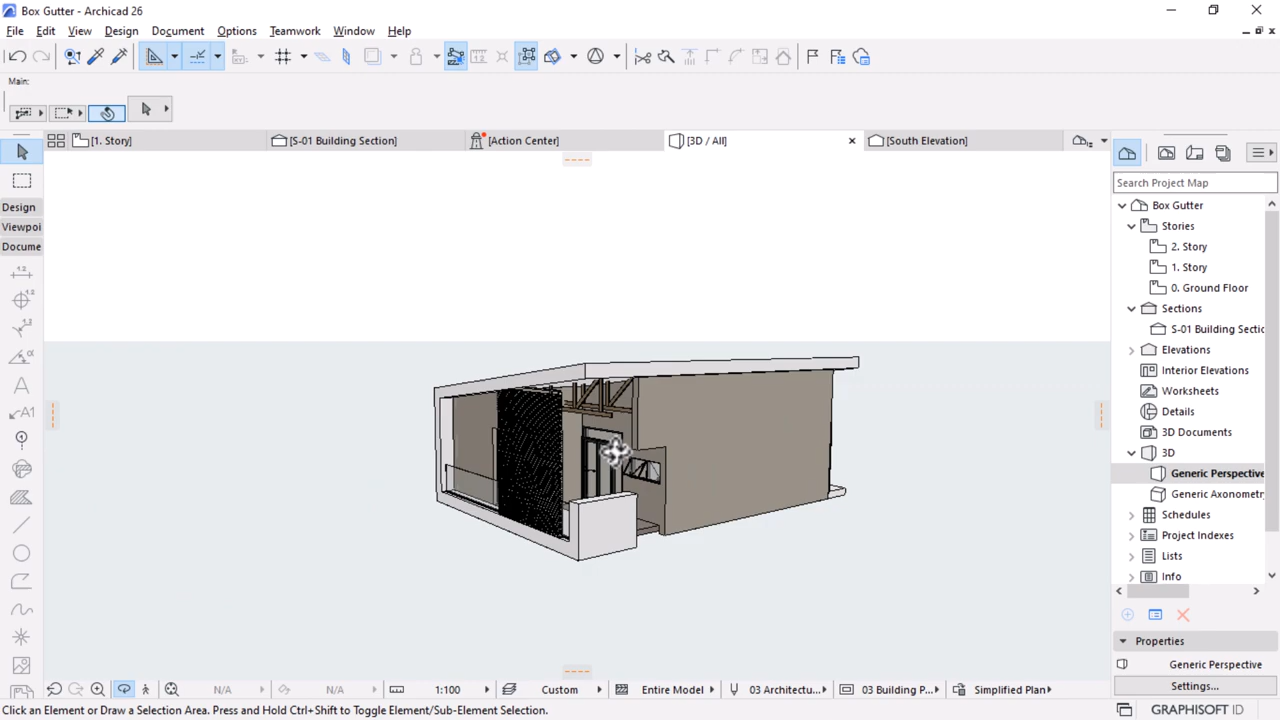 Box Gutter - Archicad 26
File Edit View Design Document Options Teamwork Window Help
Main:
[1. Story] [S-01 Building Section] [Action Center] [3D / All] [South Elevation]
Search Project Map
Design
Viewpoi
Docume
Box Gutter
Stories
2. Story
1. Story
0. Ground Floor
Sections
S-01 Building Sectic
Elevations
Interior Elevations
Worksheets
Details
3D Documents
3D
Generic Perspective
Generic Axonometr
Schedules
Project Indexes
Lists
Info
Properties
Generic Perspective
Settings...
N/A N/A 1:100 Custom Entire Model 03 Architectu... 03 Building P... Simplified Plan
Click an Element or Draw a Selection Area. Press and Hold Ctrl+Shift to Toggle Element/Sub-Element Selection.
GRAPHISOFT ID